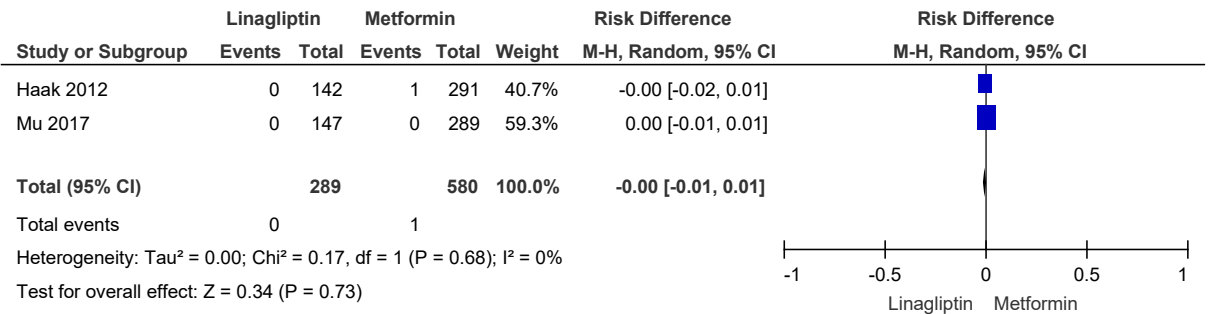 Linagliptin Metformin Risk Difference Risk Difference
Study or Subgroup Events Total Events Total Weight M-H, Random, 95% CI M-H, Random, 95% CI
Haak 2012 0 142 1 291 40.7% -0.00 [-0.02, 0.01]
Mu 2017 0 147 0 289 59.3% 0.00 [-0.01, 0.01]
Total (95% CI) 289 580 100.0% -0.00 [-0.01, 0.01]
Total events 0 1
Heterogeneity: Tau² = 0.00; Chi² = 0.17, df = 1 (P = 0.68); I² = 0%
Test for overall effect: Z = 0.34 (P = 0.73)
-1 -0.5 0 0.5 1
Linagliptin Metformin